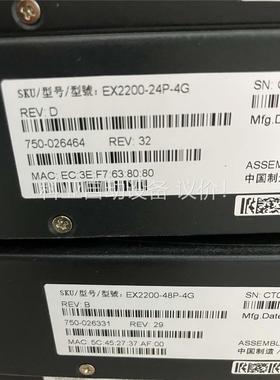 SKU/型号/型號: EX2200-24P-4G
SN: C
REV: D
Mfg.D
750-026464 REV: 32
MAC: EC:3E:F7:63:80:80
ASSEM
中国制造
SKU/型号/型號: EX2200-48P-4G
SN: CT
REV: B
Mfg.Date
750-026331 REV: 29
MAC: 5C:45:27:37:AF:00
ASSEMBL
中国制造